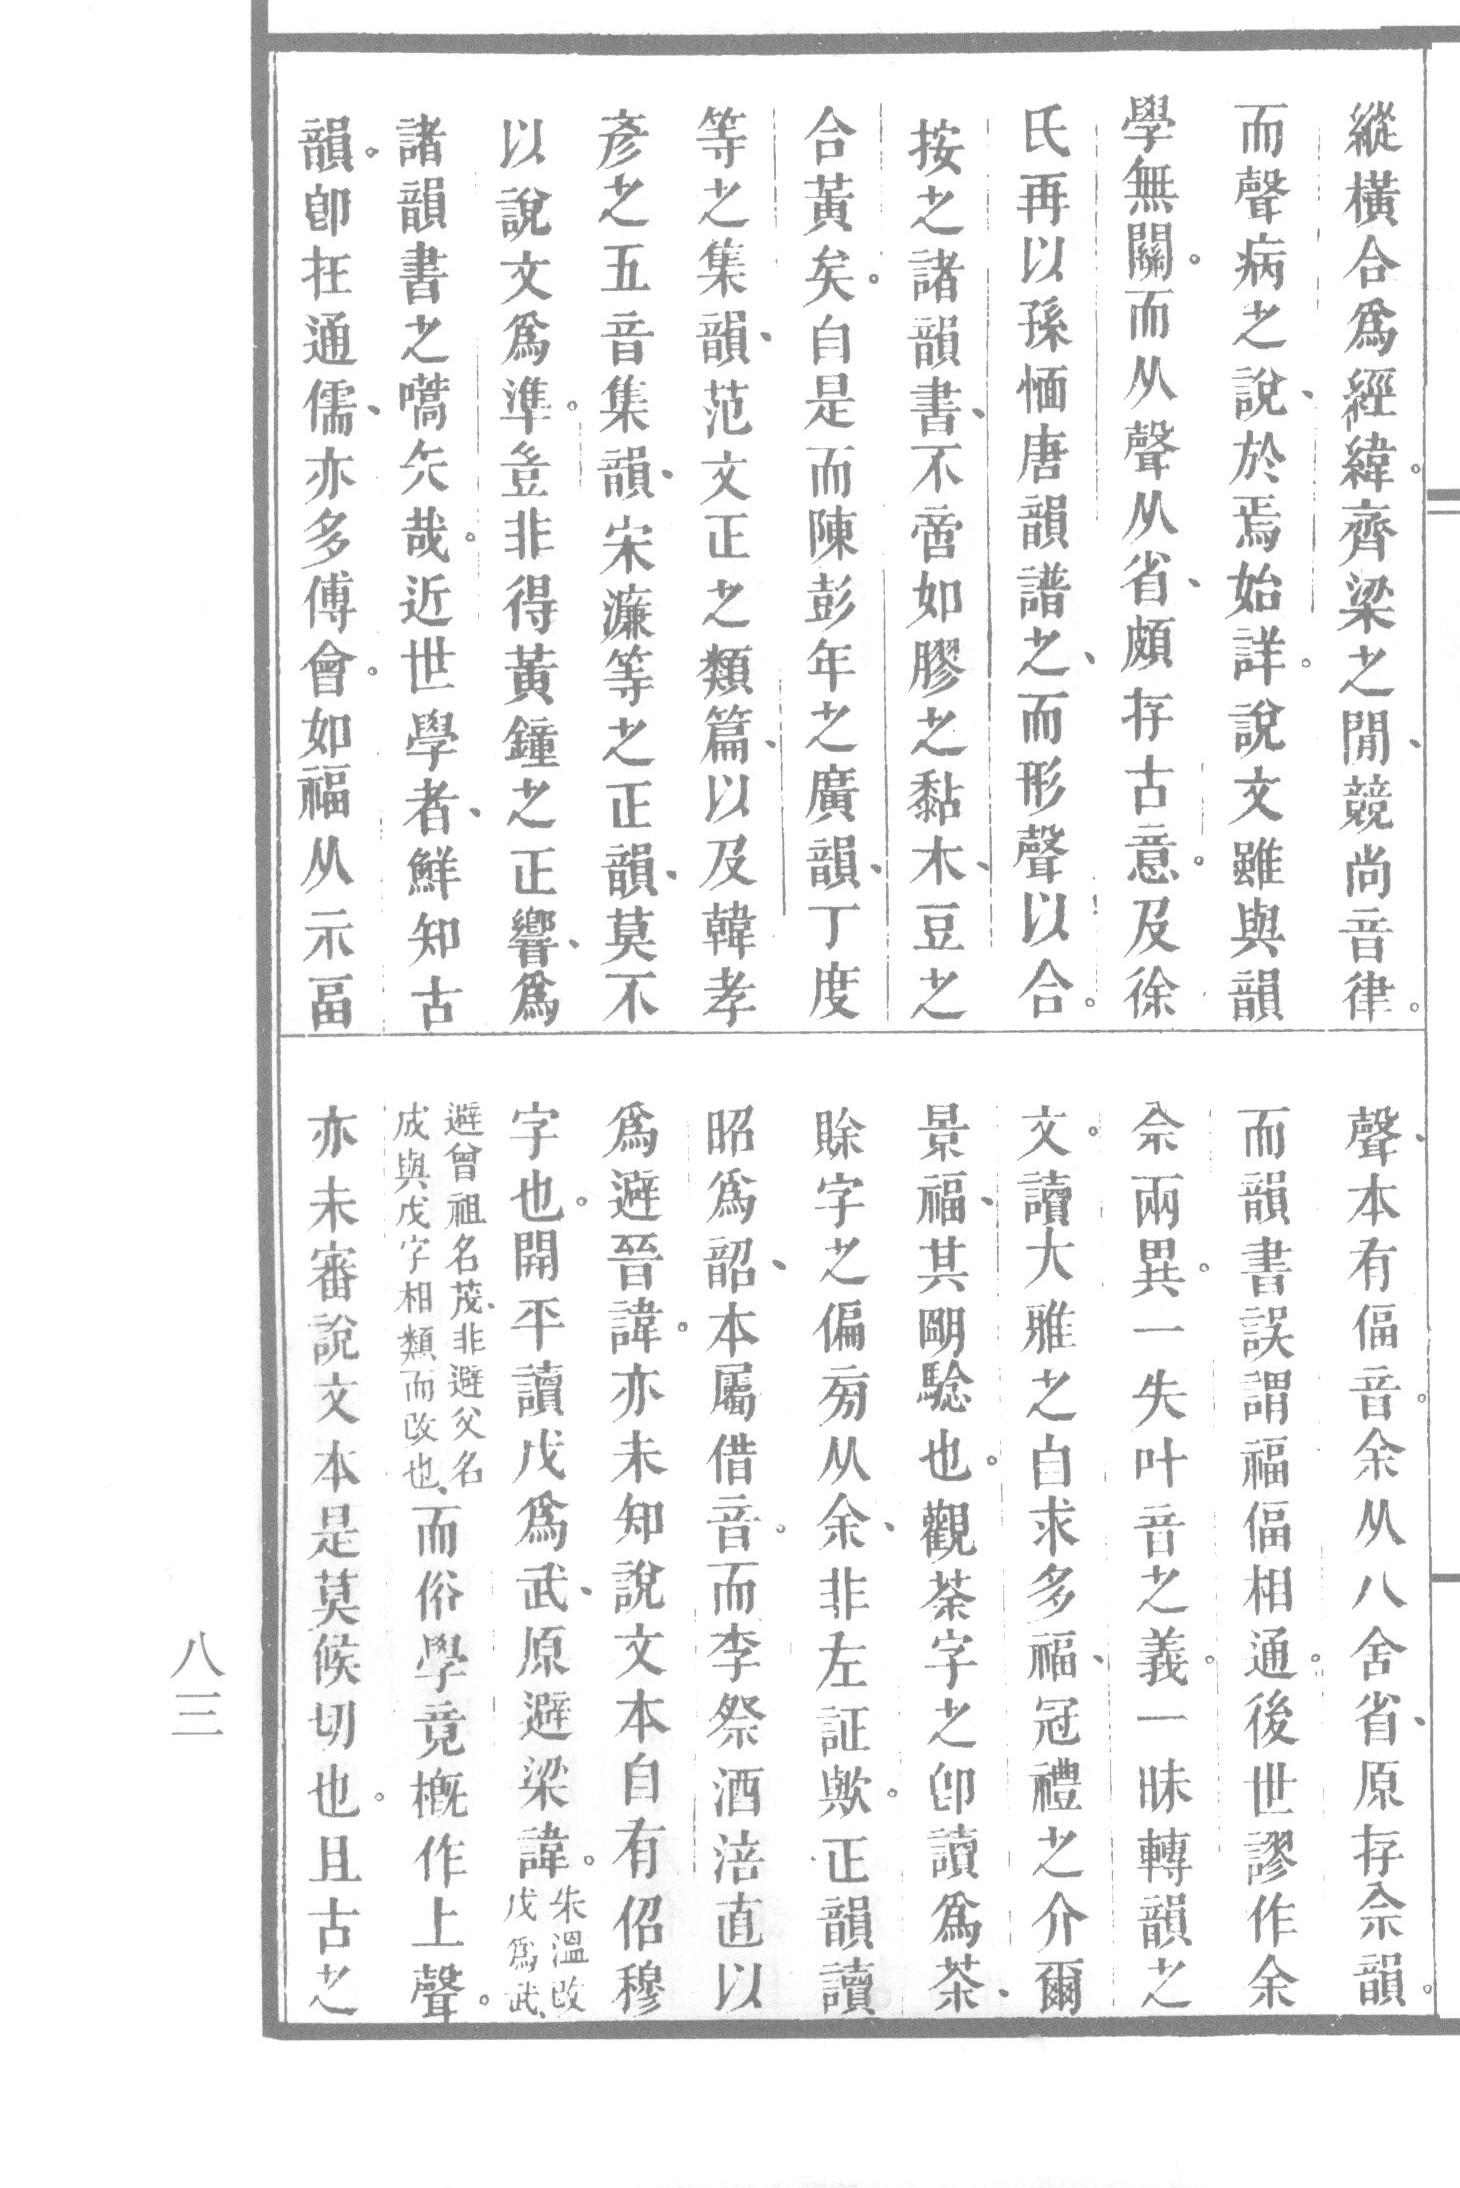 縱橫合爲經緯。齊梁之閒、競尚音律。
而聲病之說、於焉始詳。說文雖與韻
學無關。而从聲从省、頗存古意。及徐
氏再以孫愐唐韻譜之、而形聲以合。
按之諸韻書、不啻如膠之黏木、豆之
合黃矣。自是而陳彭年之廣韻、丁度
等之集韻、范文正之類篇、以及韓孝
彥之五音集韻、宋濂等之正韻、莫不
以說文爲準。豈非得黃鐘之正響、爲
諸韻書之嚆矢哉。近世學者、鮮知古
韻。卽在通儒、亦多傅會。如福从示畐
聲、本有偪音。余从八舍省、原存佘韻。
而韻書誤謂福偪相通。後世謬作余
佘兩異。一失叶音之義。一昧轉韻之
文。讀大雅之自求多福、冠禮之介爾
景福、其朙騐也。觀荼字之卽讀爲茶、
賖字之偏旁从余、非左証歟。正韻讀
昭爲韶、本屬借音。而李祭酒涪直以
爲避晉諱。亦未知說文本自有佋穆
字也。開平讀戊爲武、原避梁諱。朱溫改戊爲武、
避曾祖名茂、非避父名成與戊字相類而改也、而俗學竟槪作上聲。
亦未審說文本是莫候切也。且古之
八三